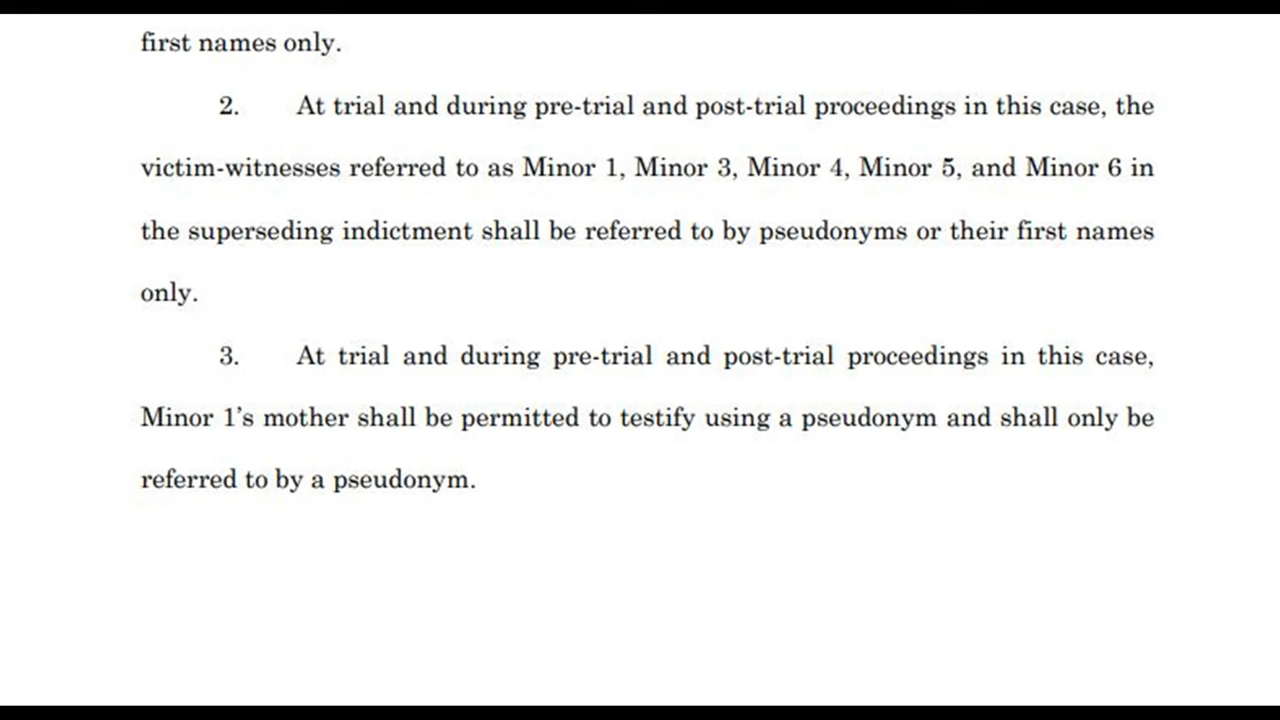 first names only.
2. At trial and during pre-trial and post-trial proceedings in this case, the
victim-witnesses referred to as Minor 1, Minor 3, Minor 4, Minor 5, and Minor 6 in
the superseding indictment shall be referred to by pseudonyms or their first names
only.
3. At trial and during pre-trial and post-trial proceedings in this case,
Minor 1’s mother shall be permitted to testify using a pseudonym and shall only be
referred to by a pseudonym.